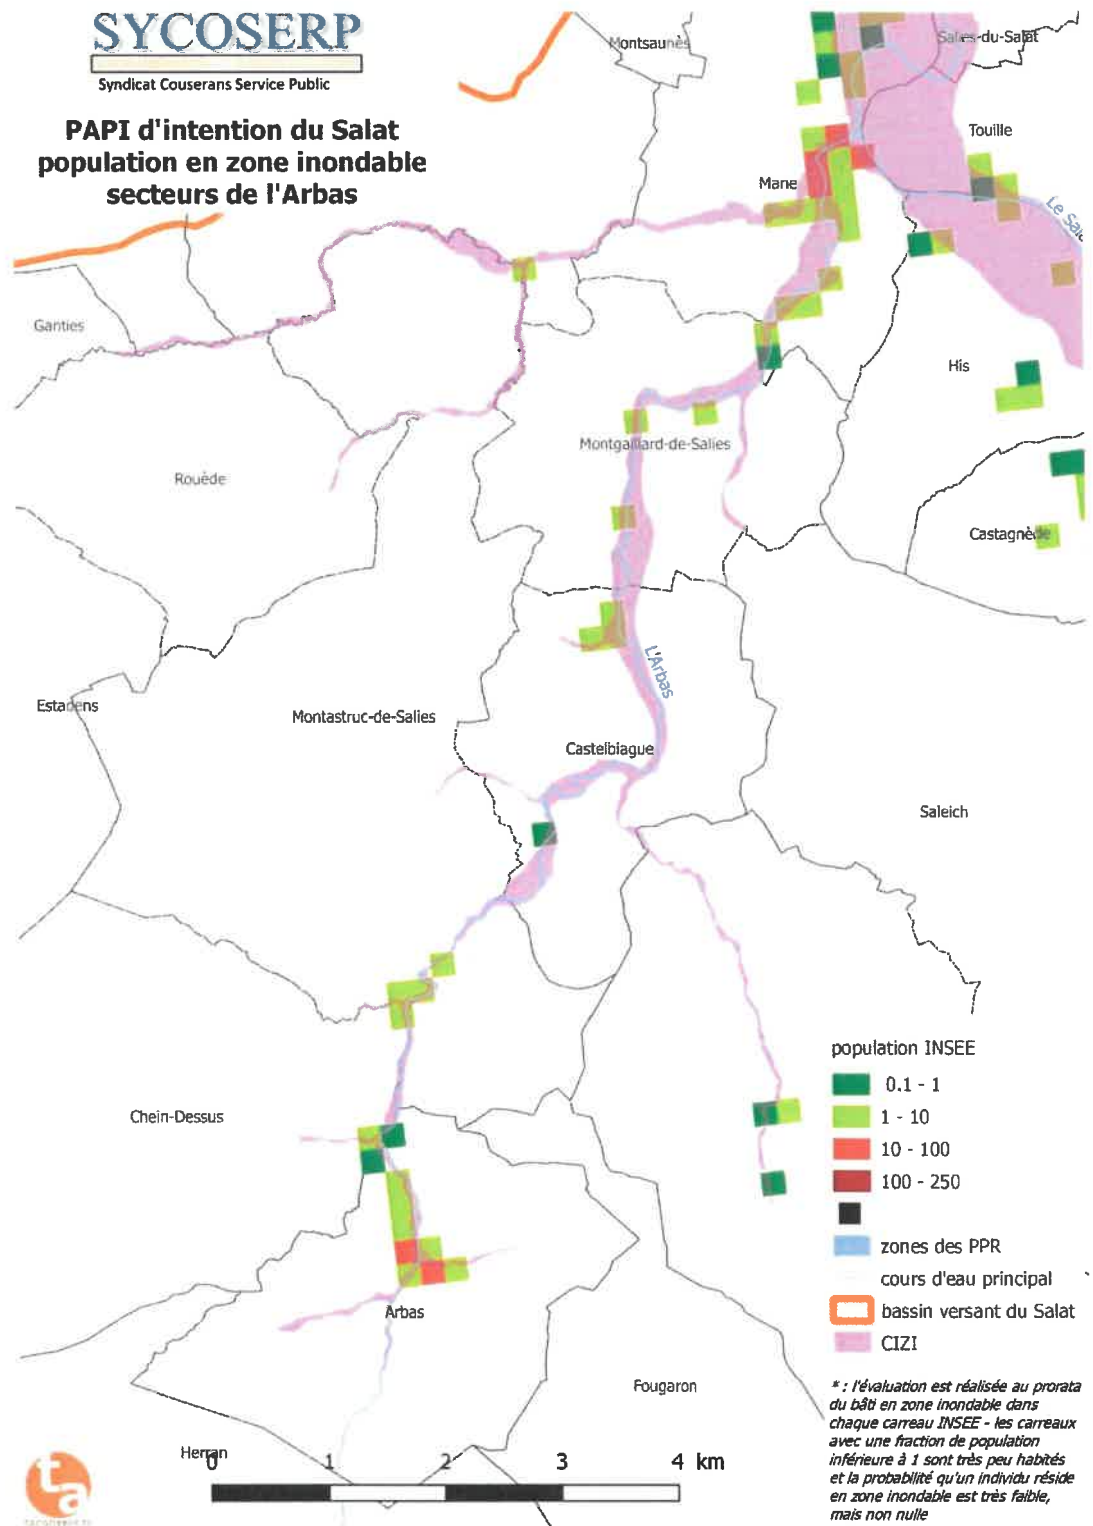 SYCOSERP
Syndicat Couserans Service Public
PAPI d'intention du Salat
population en zone inondable
secteurs de l'Arbas
Montsaunès
Salies-du-Salat
Touille
Mane
Le Sala
Ganties
His
Montgaillard-de-Salies
Rouède
Castagnède
L'Arbas
Estadens
Montastruc-de-Salies
Castelbiague
Saleich
Chein-Dessus
Arbas
Fougaron
Herran
population INSEE
0.1 - 1
1 - 10
10 - 100
100 - 250
zones des PPR
cours d'eau principal
bassin versant du Salat
CIZI
* : l'évaluation est réalisée au prorata
du bâti en zone inondable dans
chaque carreau INSEE - les carreaux
avec une fraction de population
inférieure à 1 sont très peu habités
et la probabilité qu'un individu réside
en zone inondable est très faible,
mais non nulle
0 1 2 3 4 km
ta